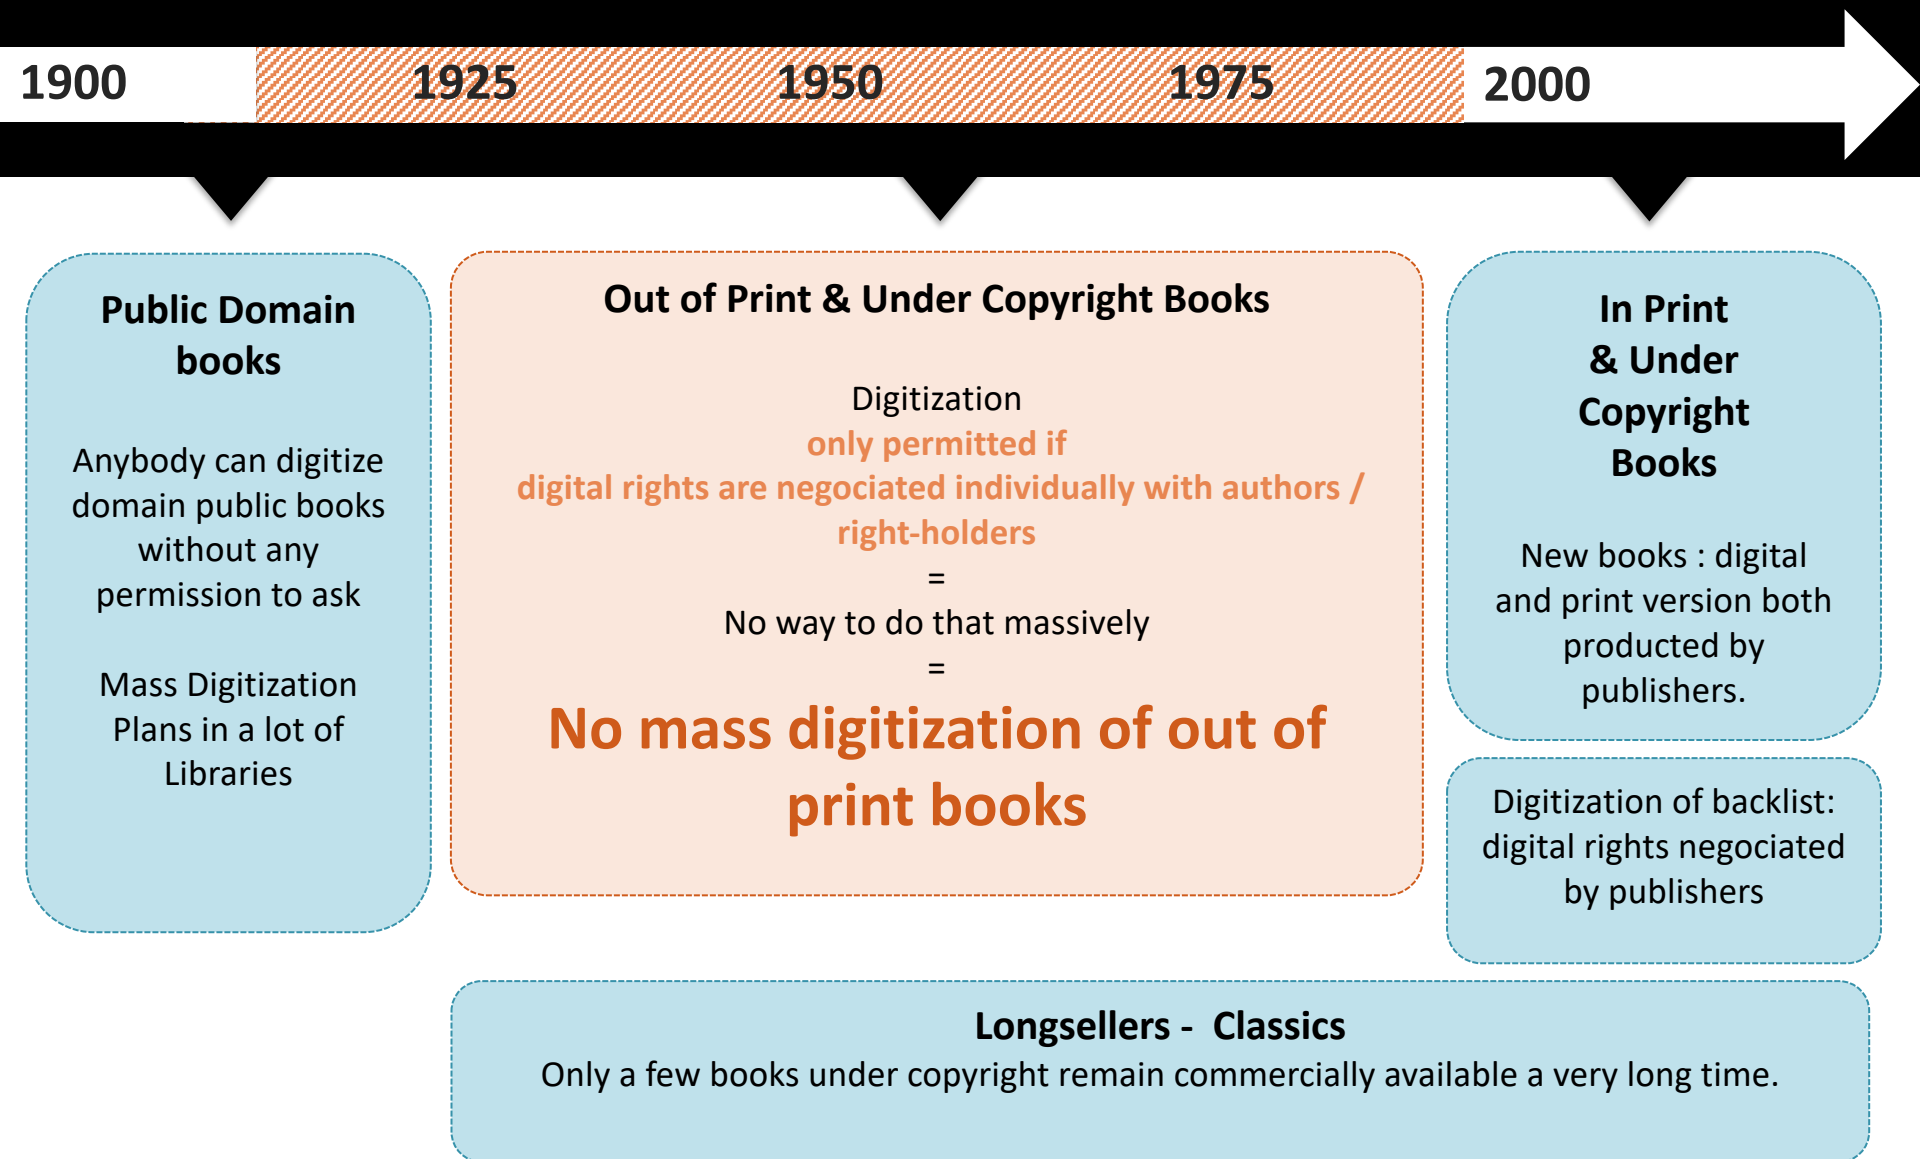 1900
1925
1950
1975
2000
Public Domain
books
Anybody can digitize
domain public books
without any
permission to ask
Mass Digitization
Plans in a lot of
Libraries
Out of Print & Under Copyright Books
Digitization
only permitted if
digital rights are negociated individually with authors /
right-holders
=
No way to do that massively
=
No mass digitization of out of
print books
In Print
& Under
Copyright
Books
New books : digital
and print version both
producted by
publishers.
Digitization of backlist:
digital rights negociated
by publishers
Longsellers - Classics
Only a few books under copyright remain commercially available a very long time.